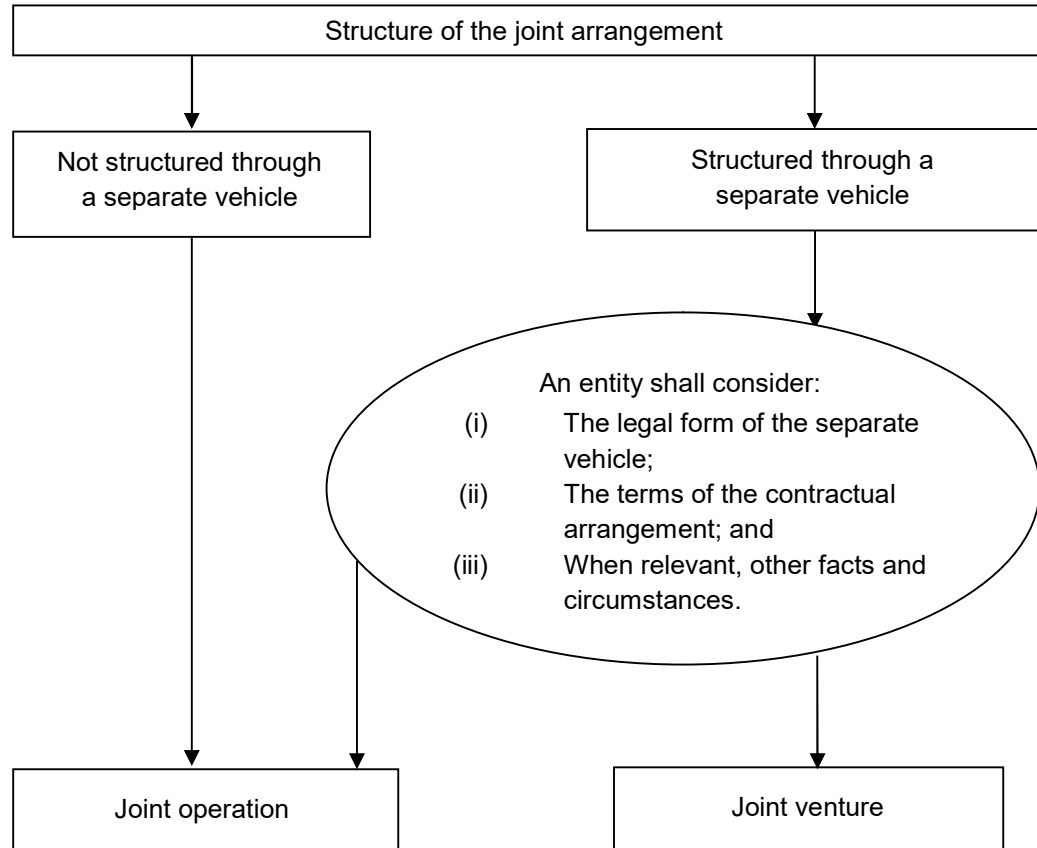 Structure of the joint arrangement
Not structured through
a separate vehicle
Structured through a
separate vehicle
An entity shall consider:
(i) The legal form of the separate
vehicle;
(ii) The terms of the contractual
arrangement; and
(iii) When relevant, other facts and
circumstances.
Joint operation
Joint venture